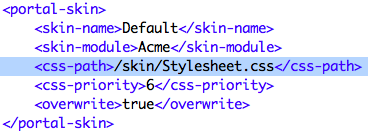 <portal-skin>
    <skin-name>Default</skin-name>
    <skin-module>Acme</skin-module>
    <css-path>/skin/Stylesheet.css</css-path>
    <css-priority>6</css-priority>
    <overwrite>true</overwrite>
</portal-skin>